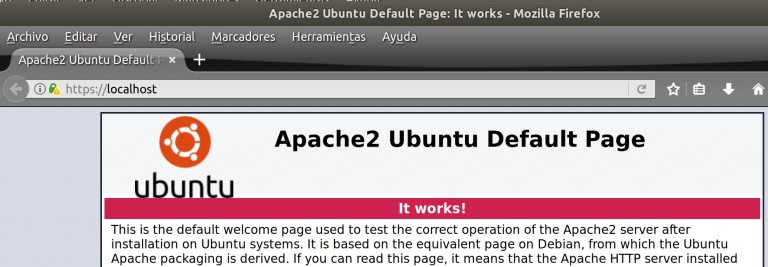 Apache2 Ubuntu Default Page: It works - Mozilla Firefox
Archivo Editar Ver Historial Marcadores Herramientas Ayuda
Apache2 Ubuntu Default
https://localhost
ubuntu
Apache2 Ubuntu Default Page
It works!
This is the default welcome page used to test the correct operation of the Apache2 server after
installation on Ubuntu systems. It is based on the equivalent page on Debian, from which the Ubuntu
Apache packaging is derived. If you can read this page, it means that the Apache HTTP server installed